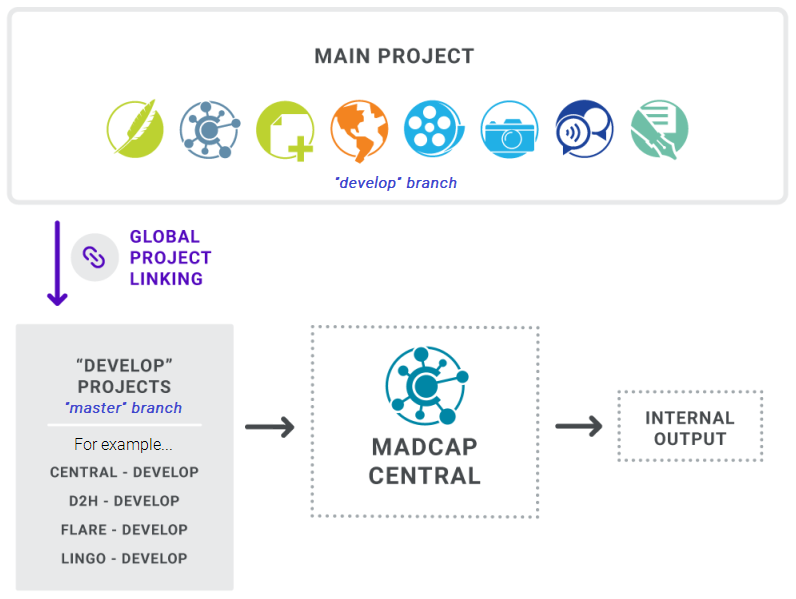 MAIN PROJECT
"develop" branch
GLOBAL
PROJECT
LINKING
“DEVELOP”
PROJECTS
"master" branch
For example...
CENTRAL - DEVELOP
D2H - DEVELOP
FLARE - DEVELOP
LINGO - DEVELOP
MADCAP
CENTRAL
INTERNAL
OUTPUT